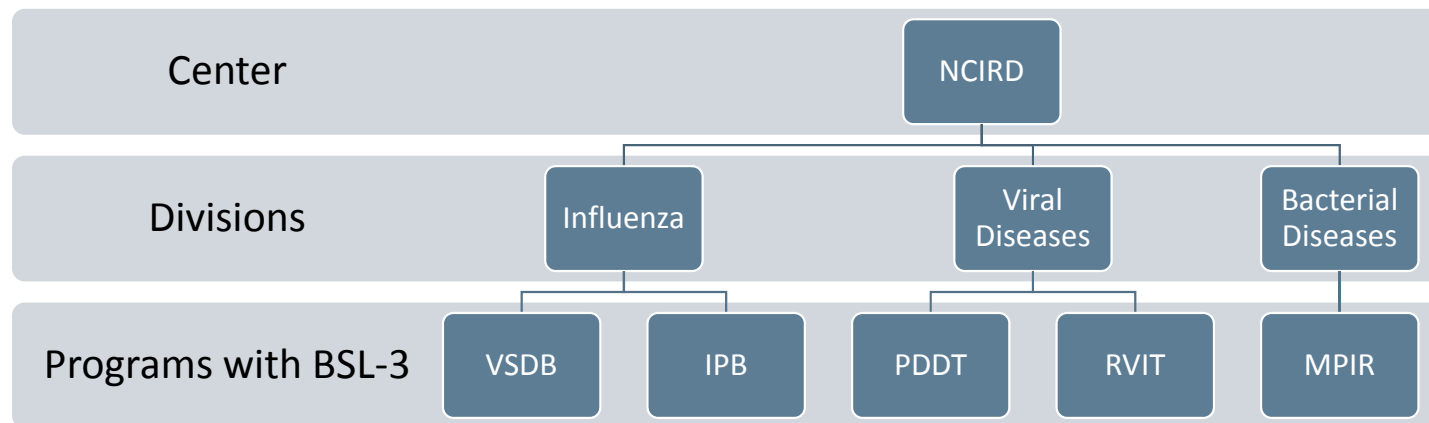 Center
NCIRD
Divisions
Influenza
Viral
Diseases
Bacterial
Diseases
Programs with BSL-3
VSDB
IPB
PDDT
RVIT
MPIR